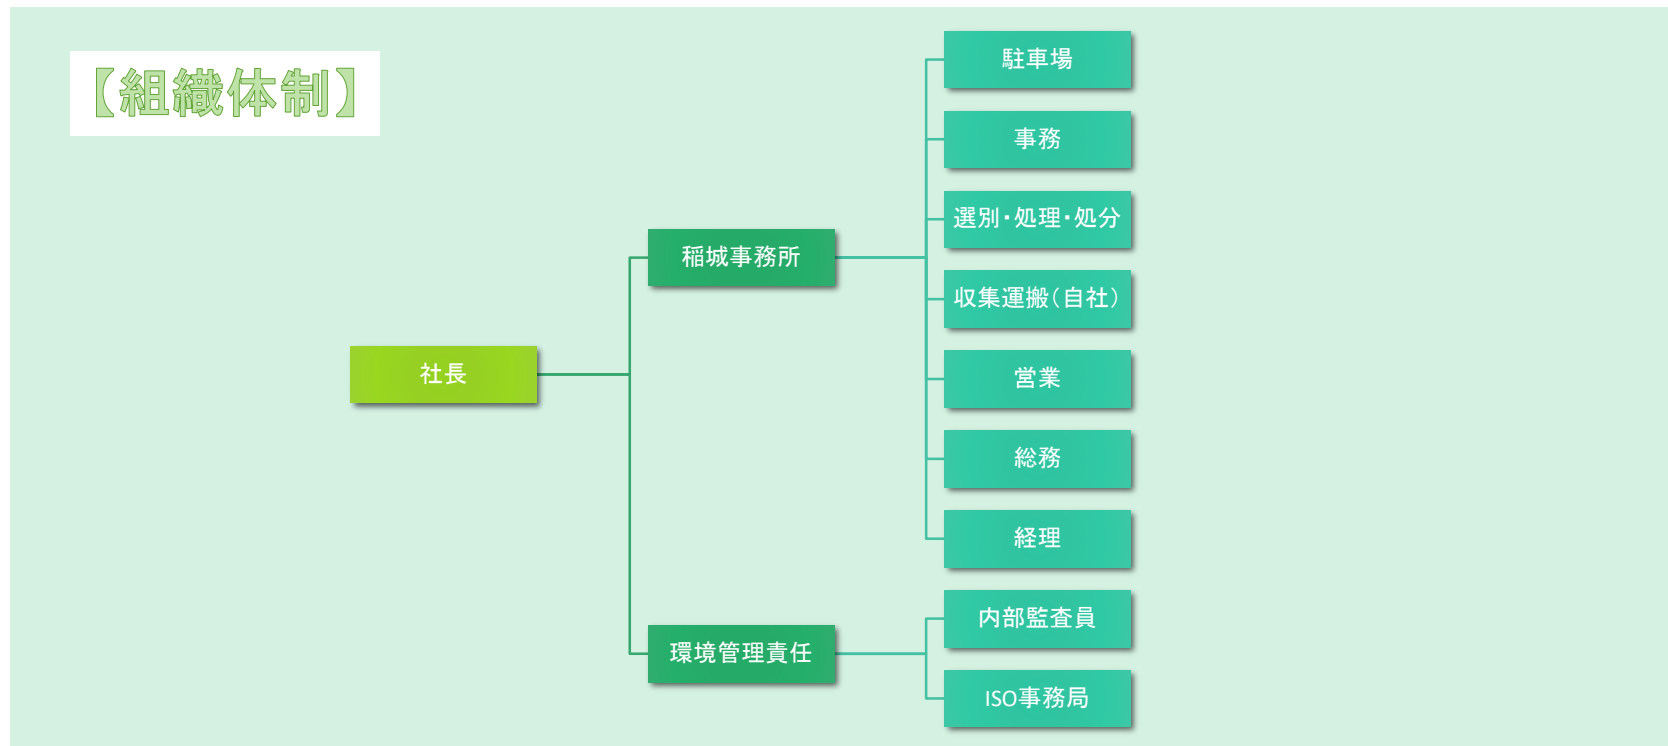 【組織体制】
社長
稲城事務所
駐車場
事務
選別・処理・処分
収集運搬(自社)
営業
総務
経理
環境管理責任
内部監査員
ISO事務局